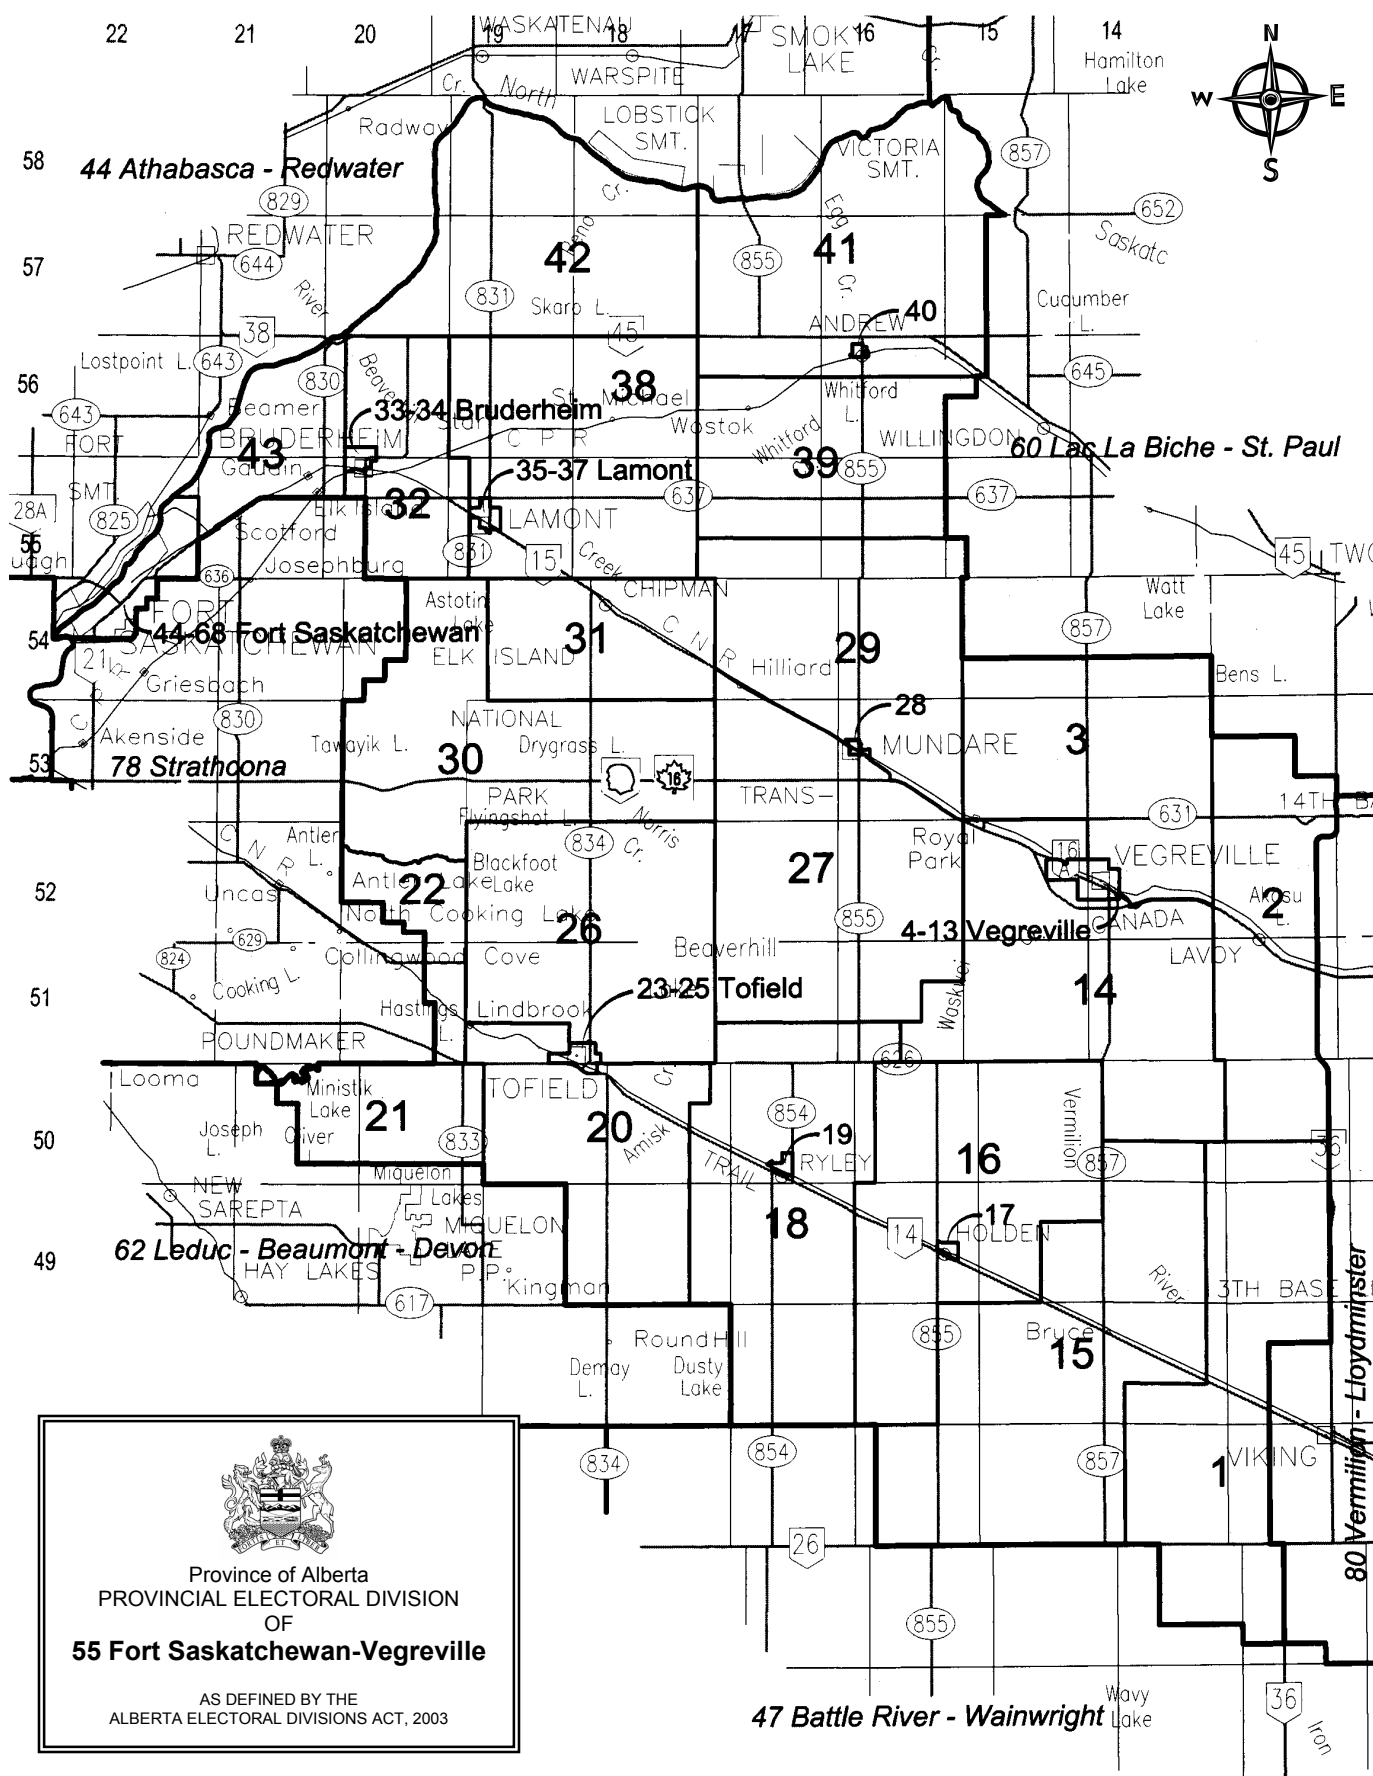 22 21 20 19 18 17 16 15 14
WASKATENAU
SMOKY
LAKE
Hamilton
Lake
N
W E
S
Cr. North
WARSPITE
Cr.
Radway
LOBSTICK
SMT.
VICTORIA
SMT.
857
58
44 Athabasca - Redwater
829
Cr.
Egg
652
Saskatc
REDWATER
644
57
42
41
855
Cr.
River
831
Skaro L.
Cucumber
L.
38
45
ANDREW
40
Lostpoint L.
643
830
Beaver
645
56
38
St. Michael
Whitford
L.
643
Beamer
33-34 Bruderheim
Star
Wostok
FORT
BRUDERHEIM
C P R
Whitford
WILLINGDON
60 Lac La Biche - St. Paul
43
Gaudin
35-37 Lamont
39
855
SMT.
28A
825
Elk Island
32
637
637
LAMONT
Scotford
55
831
15
Creek
45
TWO
Josephburg
636
CHIPMAN
Watt
Lake
FORT
Astotin
Lake
44-68 Fort Saskatchewan
SASKATCHEWAN
54
31
C N R
29
857
21
ELK ISLAND
Hilliard
Bens L.
C P R
Griesbach
830
28
NATIONAL
Akenside
Tawayik L.
Drygrass L.
MUNDARE
3
53
78 Strathcona
30
16
PARK
TRANS-
14TH BA
Flyingshot L.
Norris
Cr.
631
C N R
Antler
L.
834
Royal
Park
16
A
VEGREVILLE
Blackfoot
Lake
27
52
Uncas
Antler Lake
22
Akasu
L.
2
North Cooking Lake
26
855
4-13 Vegreville
CANADA
629
Beaverhill
LAVOY
824
Collingwood Cove
Cooking L.
23-25 Tofield
14
51
Hastings
L.
Lindbrook
Waskwei
POUNDMAKER
626
Looma
Ministik
Lake
TOFIELD
Cr.
Vermilion
21
20
854
50
Joseph
L.
Oliver
833
Amisk
19
RYLEY
16
857
36
Miquelon
Lakes
TRAIL
NEW
SAREPTA
MIQUELON
LAKE
P.P.
18
17
HOLDEN
14
62 Leduc - Beaumont - Devon
49
HAY LAKES
Kingman
River
3TH BASE
617
Round Hill
855
Bruce
15
Demay
L.
Dusty
Lake
80 Vermilion - Lloydminster
834
854
857
1
VIKING
26
855
36
Wavy
Lake
47 Battle River - Wainwright
Iron
FORTIS ET LIBER
Province of Alberta
PROVINCIAL ELECTORAL DIVISION
OF
55 Fort Saskatchewan-Vegreville
AS DEFINED BY THE
ALBERTA ELECTORAL DIVISIONS ACT, 2003